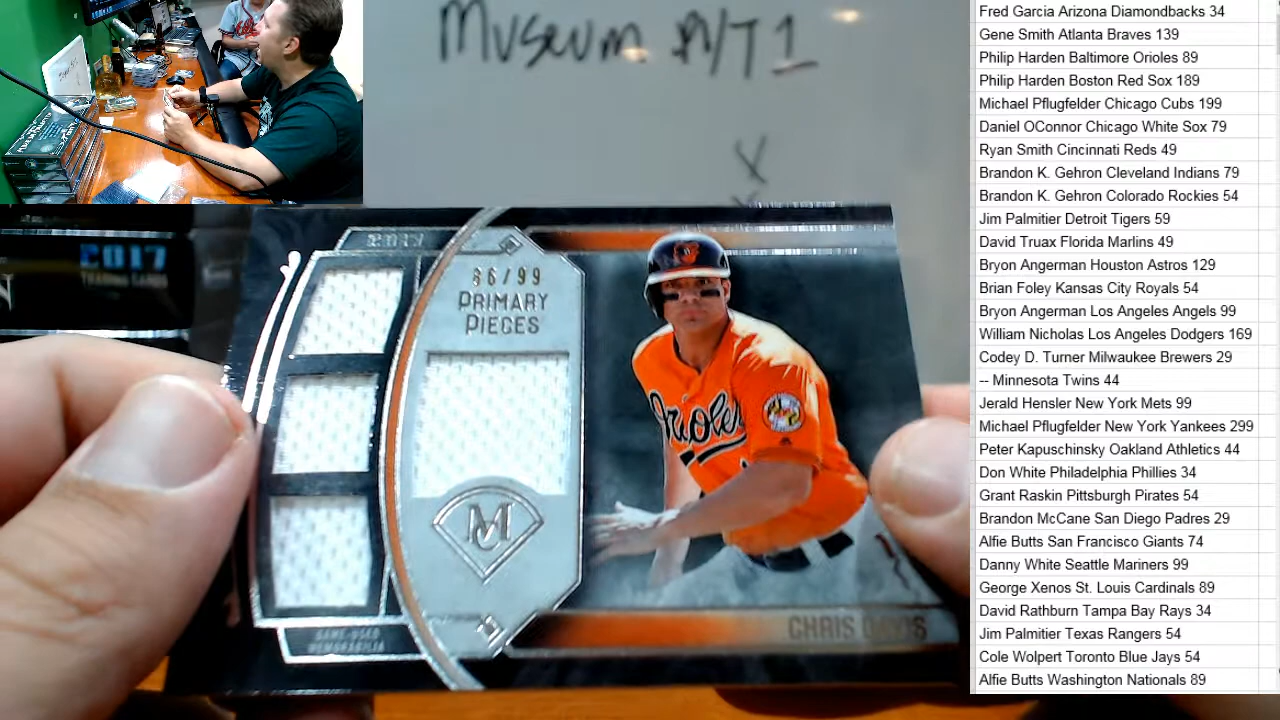 Museum P/T 1
X
2017
TRADING CARDS
2017
86/99
PRIMARY
PIECES
Orioles
MC
GAME-USED
MEMORABILIA
CHRIS DAVIS
Fred Garcia Arizona Diamondbacks 34
Gene Smith Atlanta Braves 139
Philip Harden Baltimore Orioles 89
Philip Harden Boston Red Sox 189
Michael Pflugfelder Chicago Cubs 199
Daniel OConnor Chicago White Sox 79
Ryan Smith Cincinnati Reds 49
Brandon K. Gehron Cleveland Indians 79
Brandon K. Gehron Colorado Rockies 54
Jim Palmitier Detroit Tigers 59
David Truax Florida Marlins 49
Bryon Angerman Houston Astros 129
Brian Foley Kansas City Royals 54
Bryon Angerman Los Angeles Angels 99
William Nicholas Los Angeles Dodgers 169
Codey D. Turner Milwaukee Brewers 29
-- Minnesota Twins 44
Jerald Hensler New York Mets 99
Michael Pflugfelder New York Yankees 299
Peter Kapuschinsky Oakland Athletics 44
Don White Philadelphia Phillies 34
Grant Raskin Pittsburgh Pirates 54
Brandon McCane San Diego Padres 29
Alfie Butts San Francisco Giants 74
Danny White Seattle Mariners 99
George Xenos St. Louis Cardinals 89
David Rathburn Tampa Bay Rays 34
Jim Palmitier Texas Rangers 54
Cole Wolpert Toronto Blue Jays 54
Alfie Butts Washington Nationals 89